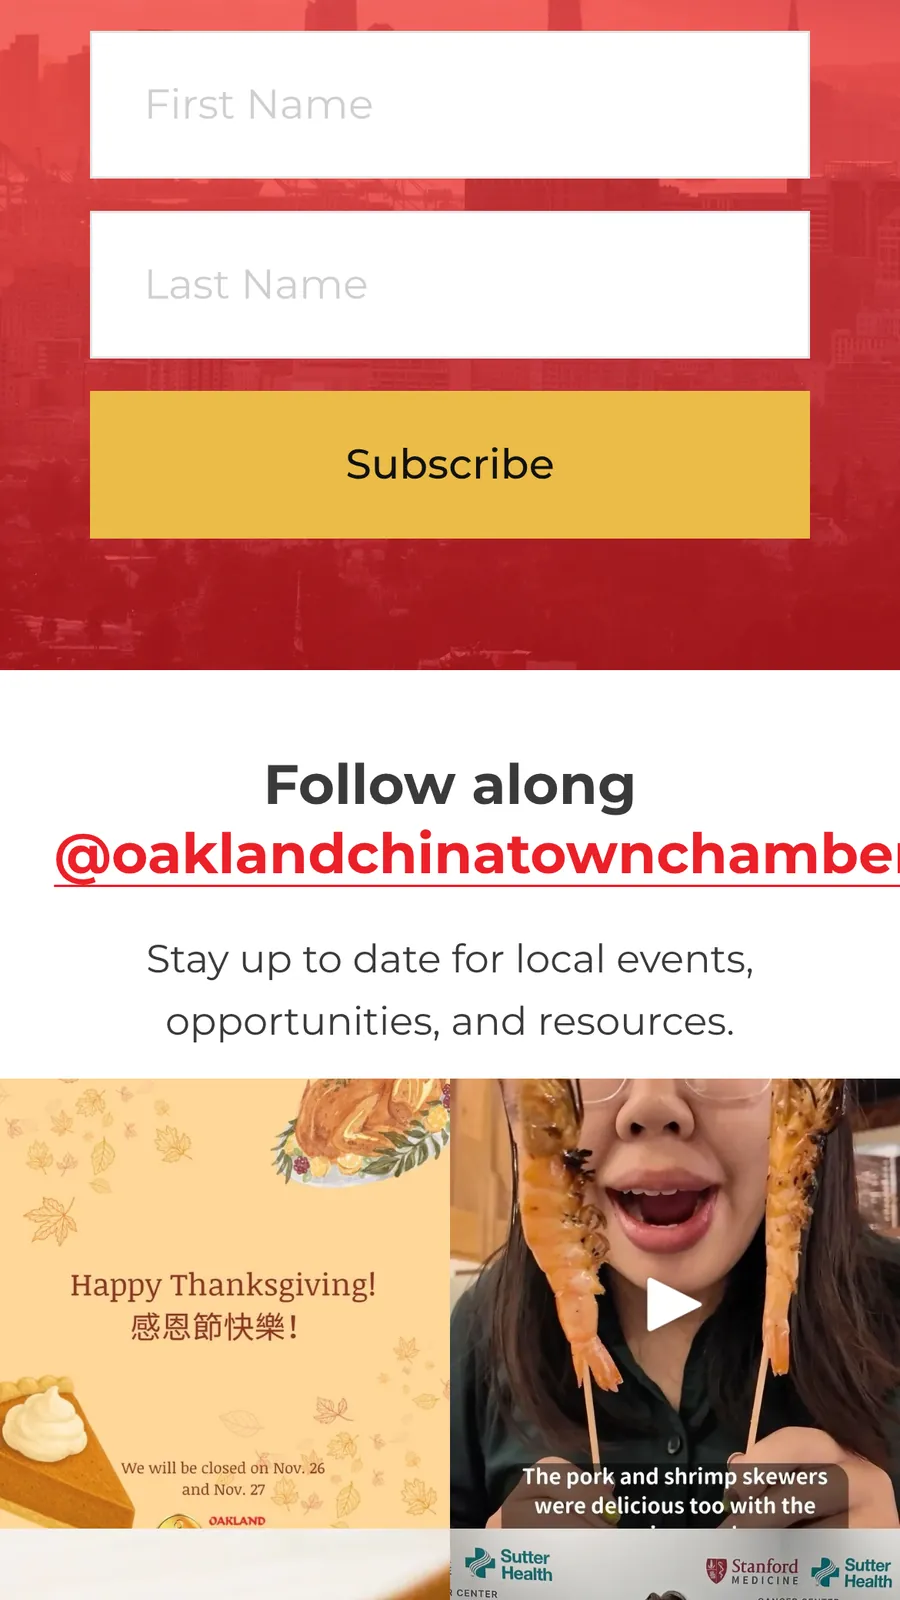 First Name
Last Name
Subscribe
Follow along
@oaklandchinatownchamber
Stay up to date for local events,
opportunities, and resources.
Happy Thanksgiving!
感恩節快樂！
We will be closed on Nov. 26
and Nov. 27
OAKLAND
The pork and shrimp skewers
were delicious too with the
Sutter
Health
CENTER
Stanford
MEDICINE
Sutter
Health